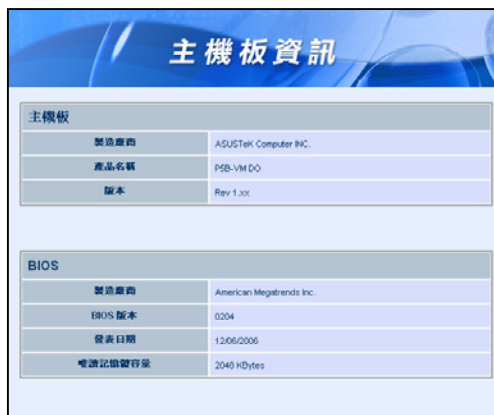 主機板資訊
主機板
製造廠商 ASUSTeK Computer INC.
產品名稱 P5B-VM DO
版本 Rev 1.xx
BIOS
製造廠商 American Megatrends Inc.
BIOS 版本 0204
發表日期 12/06/2006
唯讀記憶體容量 2048 KBytes